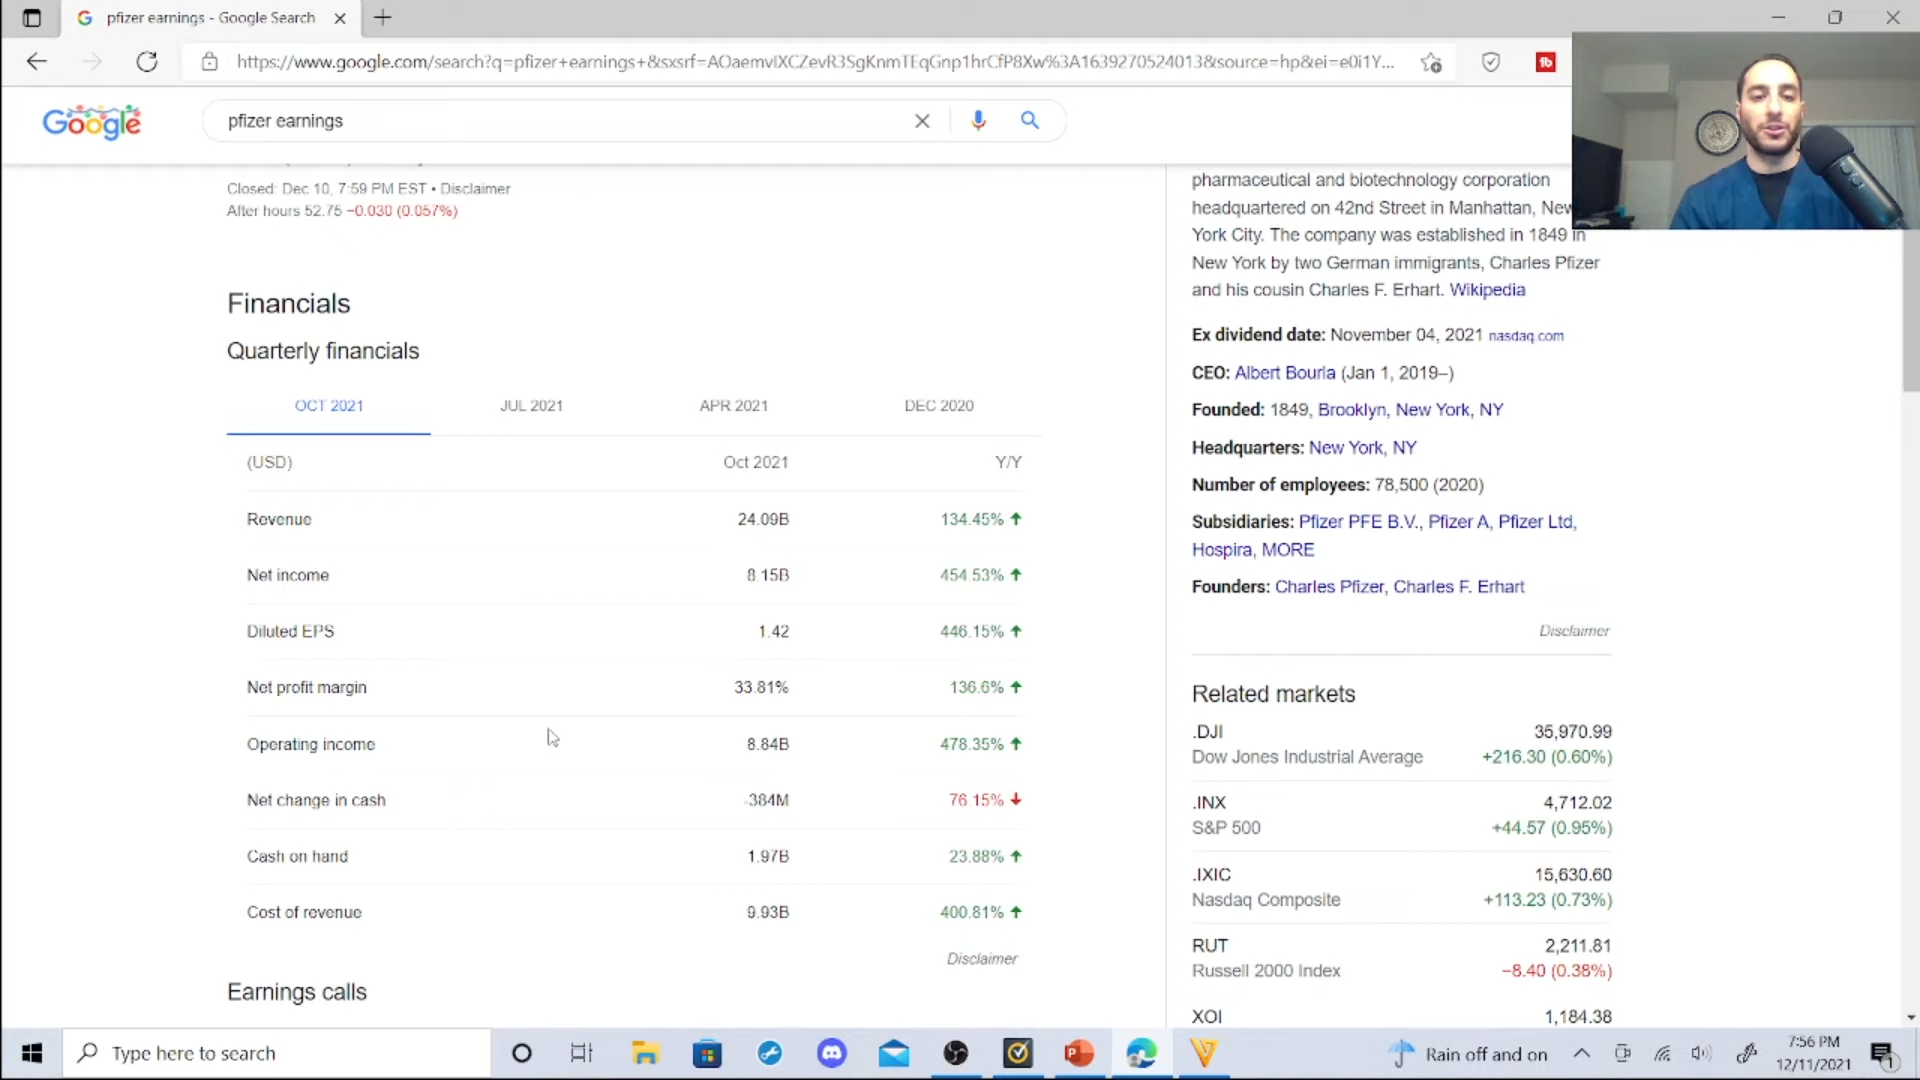 pfizer earnings - Google Search
https://www.google.com/search?q=pfizer+earnings+&sxsrf=AOaemvIXCZevR3SgKnmTEqGnp1hrCfP8Xw%3A1639270524013&source=hp&ei=e0i1Y...
Google
pfizer earnings
Closed: Dec 10, 7:59 PM EST • Disclaimer
After hours 52.75 −0.030 (0.057%)
Financials
Quarterly financials
OCT 2021 JUL 2021 APR 2021 DEC 2020
(USD) Oct 2021 Y/Y
Revenue 24.09B 134.45%
Net income 8.15B 454.53%
Diluted EPS 1.42 446.15%
Net profit margin 33.81% 136.6%
Operating income 8.84B 478.35%
Net change in cash -384M 76.15%
Cash on hand 1.97B 23.88%
Cost of revenue 9.93B 400.81%
Disclaimer
Earnings calls
pharmaceutical and biotechnology corporation
headquartered on 42nd Street in Manhattan, New
York City. The company was established in 1849 in
New York by two German immigrants, Charles Pfizer
and his cousin Charles F. Erhart. Wikipedia
Ex dividend date: November 04, 2021 nasdaq.com
CEO: Albert Bourla (Jan 1, 2019–)
Founded: 1849, Brooklyn, New York, NY
Headquarters: New York, NY
Number of employees: 78,500 (2020)
Subsidiaries: Pfizer PFE B.V., Pfizer A, Pfizer Ltd,
Hospira, MORE
Founders: Charles Pfizer, Charles F. Erhart
Disclaimer
Related markets
.DJI 35,970.99
Dow Jones Industrial Average +216.30 (0.60%)
.INX 4,712.02
S&P 500 +44.57 (0.95%)
.IXIC 15,630.60
Nasdaq Composite +113.23 (0.73%)
RUT 2,211.81
Russell 2000 Index −8.40 (0.38%)
XOI 1,184.38
Type here to search
Rain off and on
7:56 PM
12/11/2021
1